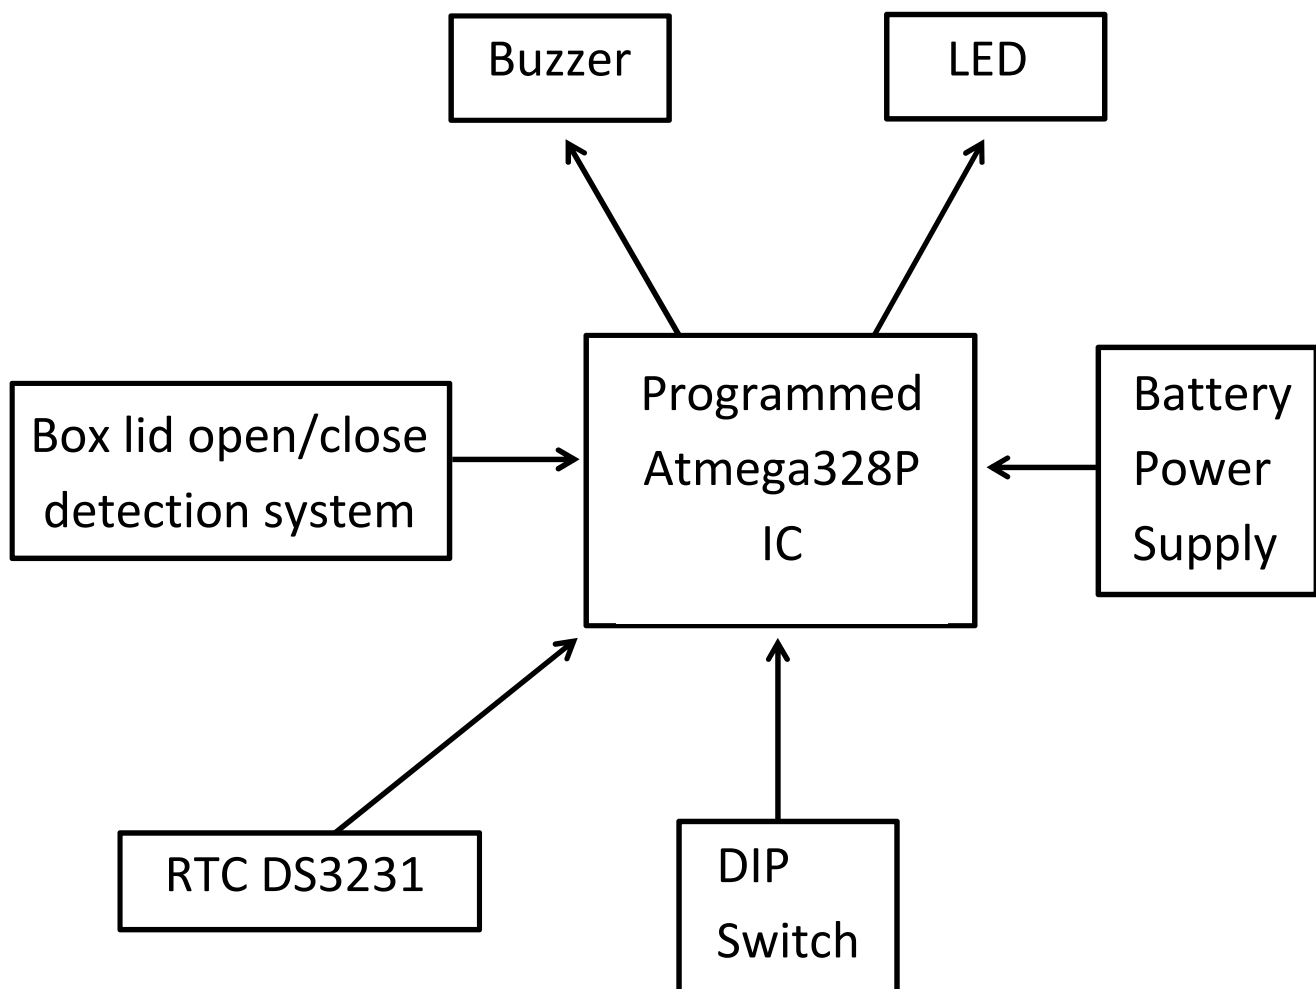 Buzzer
LED
Box lid open/close
detection system
Programmed
Atmega328P
IC
Battery
Power
Supply
RTC DS3231
DIP
Switch